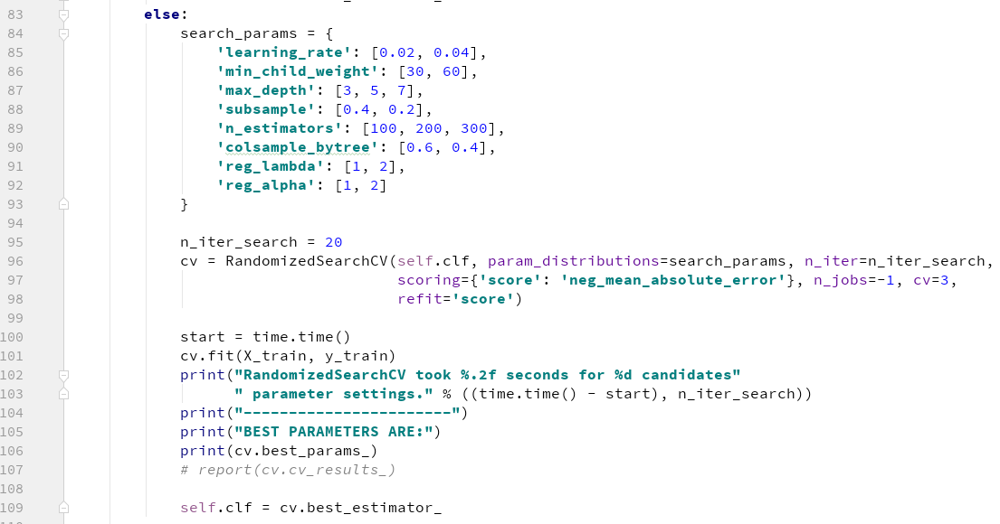 83 else:
84 search_params = {
85 'learning_rate': [0.02, 0.04],
86 'min_child_weight': [30, 60],
87 'max_depth': [3, 5, 7],
88 'subsample': [0.4, 0.2],
89 'n_estimators': [100, 200, 300],
90 'colsample_bytree': [0.6, 0.4],
91 'reg_lambda': [1, 2],
92 'reg_alpha': [1, 2]
93 }
94
95 n_iter_search = 20
96 cv = RandomizedSearchCV(self.clf, param_distributions=search_params, n_iter=n_iter_search,
97 scoring={'score': 'neg_mean_absolute_error'}, n_jobs=-1, cv=3,
98 refit='score')
99
100 start = time.time()
101 cv.fit(X_train, y_train)
102 print("RandomizedSearchCV took %.2f seconds for %d candidates"
103 " parameter settings." % ((time.time() - start), n_iter_search))
104 print("-----------------------")
105 print("BEST PARAMETERS ARE:")
106 print(cv.best_params_)
107 # report(cv.cv_results_)
108
109 self.clf = cv.best_estimator_